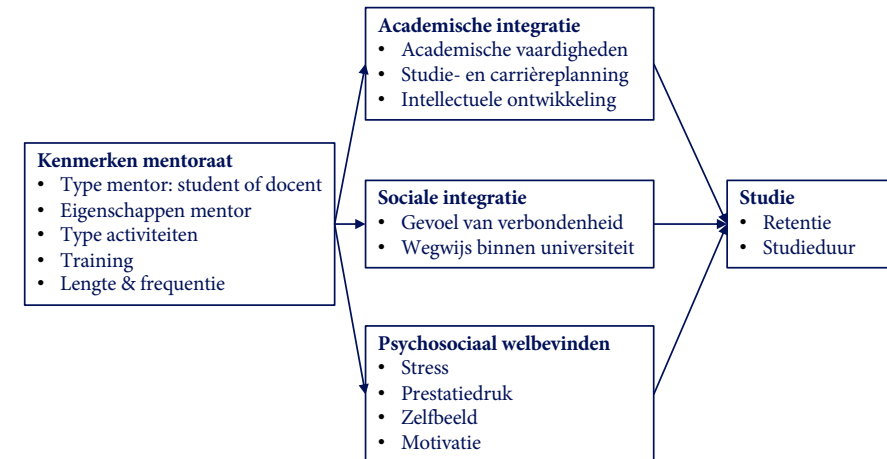 Academische integratie
• Academische vaardigheden
• Studie- en carrièreplanning
• Intellectuele ontwikkeling
Kenmerken mentoraat
• Type mentor: student of docent
• Eigenschappen mentor
• Type activiteiten
• Training
• Lengte & frequentie
Sociale integratie
• Gevoel van verbondenheid
• Wegwijs binnen universiteit
Studie
• Retentie
• Studieduur
Psychosociaal welbevinden
• Stress
• Prestatiedruk
• Zelfbeeld
• Motivatie